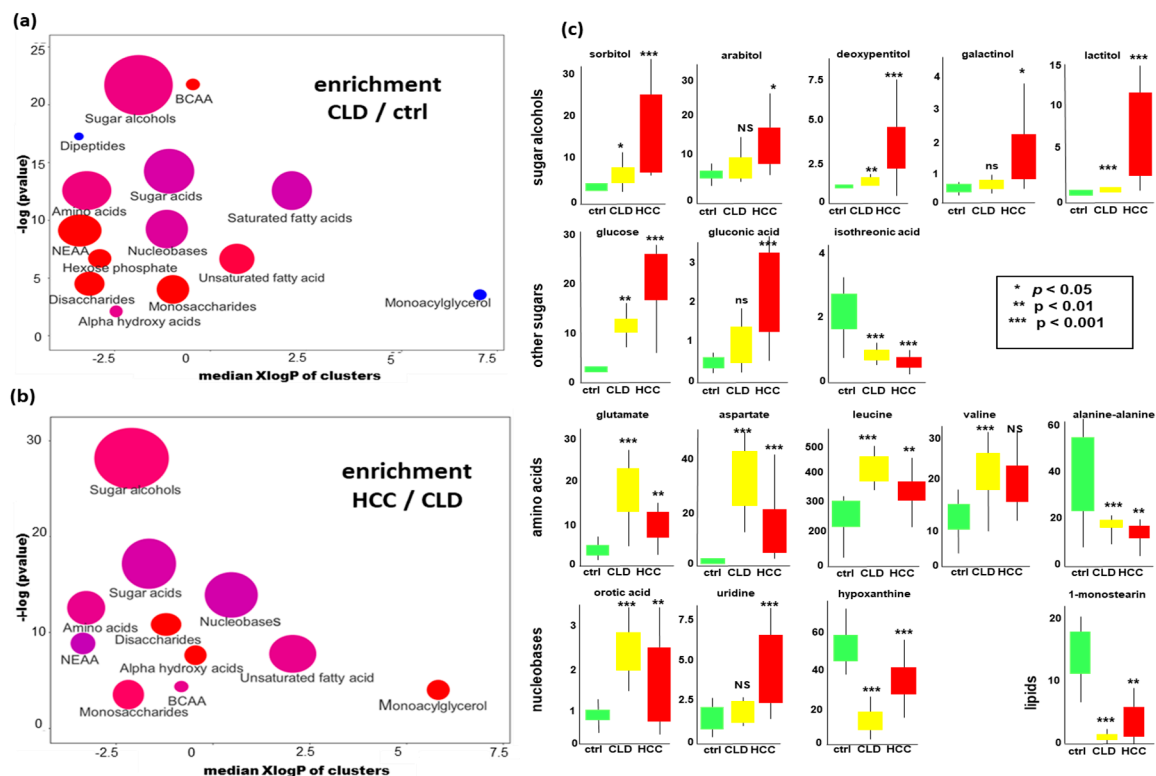 (a)
25
20
15
10
5
0
-log (pvalue)
enrichment
CLD / ctrl
Sugar alcohols
BCAA
Dipeptides
Sugar acids
Amino acids
Saturated fatty acids
NEAA
Nucleobases
Hexose phosphate
Unsaturated fatty acid
Disaccharides
Monosaccharides
Monoacylglycerol
Alpha hydroxy acids
-2.5 0 2.5 5 7.5
median XlogP of clusters
(b)
30
20
10
0
-Hog (pvalue)
enrichment
HCC / CLD
Sugar alcohols
Sugar acids
Nucleobases
Amino acids
Disaccharides
NEAA
Alpha hydroxy acids
Unsaturated fatty acid
BCAA
Monosaccharides
Monoacylglycerol
-2.5 0 2.5 5 7.5
median XlogP of clusters
(c)
sugar alcohols
sorbitol
30
20
10
0
* ***
ctrl CLD HCC
arabitol
30
20
10
0
NS *
ctrl CLD HCC
deoxypentitol
7.5
5.0
2.5
0
** ***
ctrl CLD HCC
galactinol
4
3
2
1
0
ns *
ctrl CLD HCC
lactitol
15
10
5
0
*** ***
ctrl CLD HCC
other sugars
glucose
30
20
10
0
** ***
ctrl CLD HCC
gluconic acid
4
3
2
1
0
ns ***
ctrl CLD HCC
isothreonic acid
4
2
0
*** ***
ctrl CLD HCC
* p < 0.05
** p < 0.01
*** p < 0.001
amino acids
glutamate
30
20
10
0
*** **
ctrl CLD HCC
aspartate
40
20
0
*** ***
ctrl CLD HCC
leucine
500
400
300
200
*** **
ctrl CLD HCC
valine
30
20
10
0
*** NS
ctrl CLD HCC
alanine-alanine
60
40
20
0
*** **
ctrl CLD HCC
nucleobases
orotic acid
3
2
1
0
*** **
ctrl CLD HCC
uridine
7.5
5.0
2.5
0
NS ***
ctrl CLD HCC
hypoxanthine
60
40
20
0
*** ***
ctrl CLD HCC
lipids
1-monostearin
20
10
0
*** **
ctrl CLD HCC